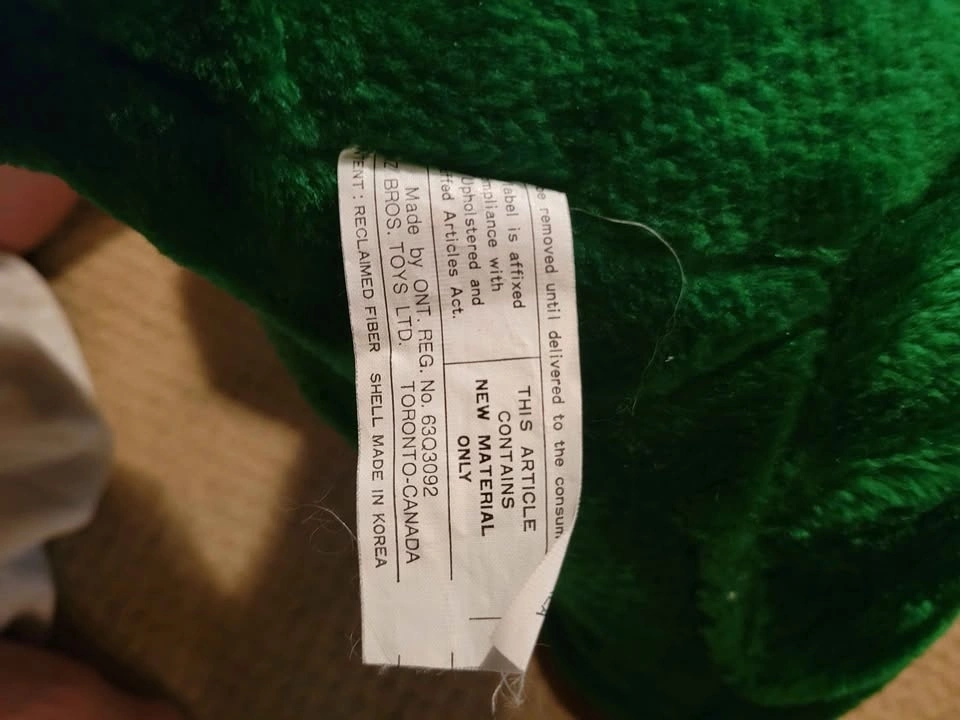 be removed until delivered to the consum
abel is affixed
mpliance with
Upholstered and
ffed Articles Act.
THIS ARTICLE
CONTAINS
NEW MATERIAL
ONLY
Made by ONT. REG. No. 63Q3092
Z BROS. TOYS LTD. TORONTO-CANADA
TENT: RECLAIMED FIBER SHELL MADE IN KOREA